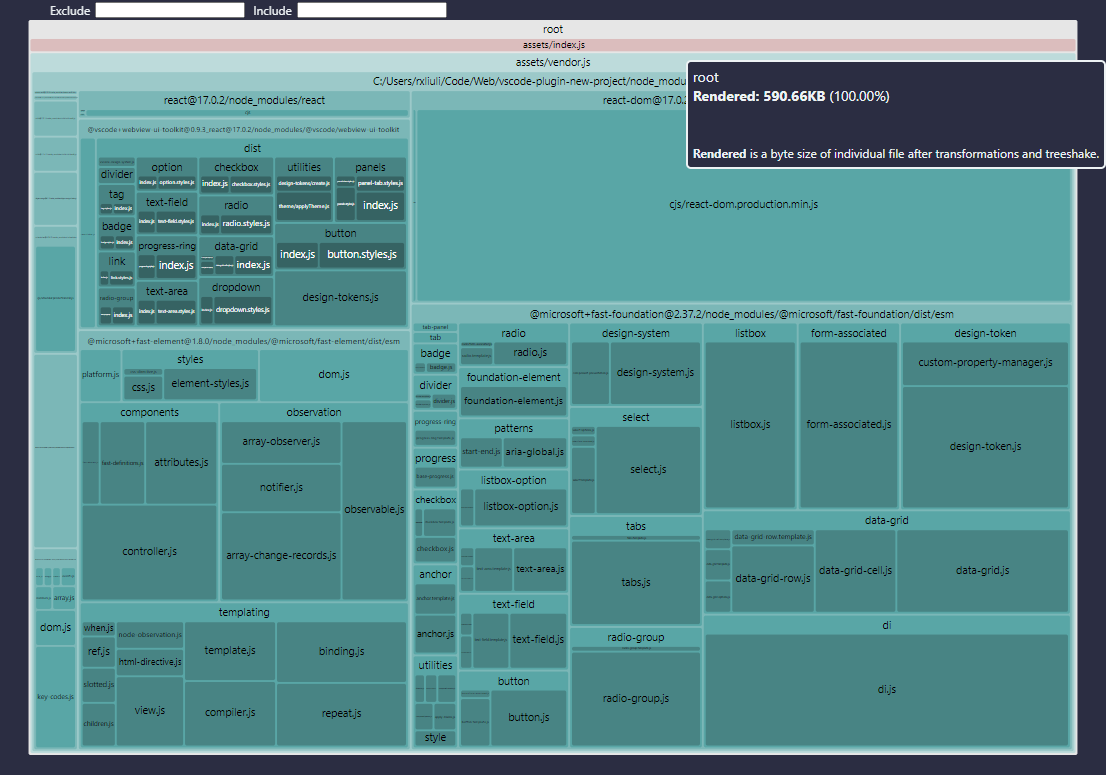 Exclude Include
root
assets/index.js
assets/vendor.js
C:/Users/rxliuli/Code/Web/vscode-plugin-new-project/node_modu
root
Rendered: 590.66KB (100.00%)
Rendered is a byte size of individual file after transformations and treeshake.
react@17.0.2/node_modules/react
cjs
@vscode+webview-ui-toolkit@0.9.3_react@17.0.2/node_modules/@vscode/webview-ui-toolkit
dist
divider
tag
index.js
badge
index.js
link
radio-group
index.js
option
index.js option.styles.js
text-field
index.js text-field.styles.js
progress-ring
index.js
text-area
index.js text-area.styles.js
checkbox
index.js checkbox.styles.js
radio
index.js radio.styles.js
data-grid
index.js
dropdown
dropdown.styles.js
utilities
design-tokens/create.js
theme/applyTheme.js
panels
panel-tab.styles.js
index.js
button
index.js button.styles.js
design-tokens.js
@microsoft+fast-element@1.8.0/node_modules/@microsoft/fast-element/dist/esm
platform.js
styles
css.js element-styles.js
dom.js
components
fast-definitions.js attributes.js
controller.js
observation
array-observer.js
notifier.js
array-change-records.js
observable.js
templating
when.js
ref.js
slotted.js
children.js
node-observation.js
html-directive.js
view.js
template.js
compiler.js
binding.js
repeat.js
array.js
dom.js
key-codes.js
react-dom@17.0.2
cjs/react-dom.production.min.js
@microsoft+fast-foundation@2.37.2/node_modules/@microsoft/fast-foundation/dist/esm
tab-panel
tab
badge
badge.js
divider
divider.js
progress-ring
progress
base-progress.js
checkbox
checkbox.js
anchor
anchor.template.js
anchor.js
utilities
style
radio
radio.js
foundation-element
foundation-element.js
patterns
start-end.js aria-global.js
listbox-option
listbox-option.js
text-area
text-area.js
text-field
text-field.js
button
button.js
design-system
design-system.js
select
select.js
tabs
tabs.js
radio-group
radio-group.js
listbox
listbox.js
form-associated
form-associated.js
design-token
custom-property-manager.js
design-token.js
data-grid
data-grid-row.template.js
data-grid-row.js
data-grid-cell.js
data-grid.js
di
di.js